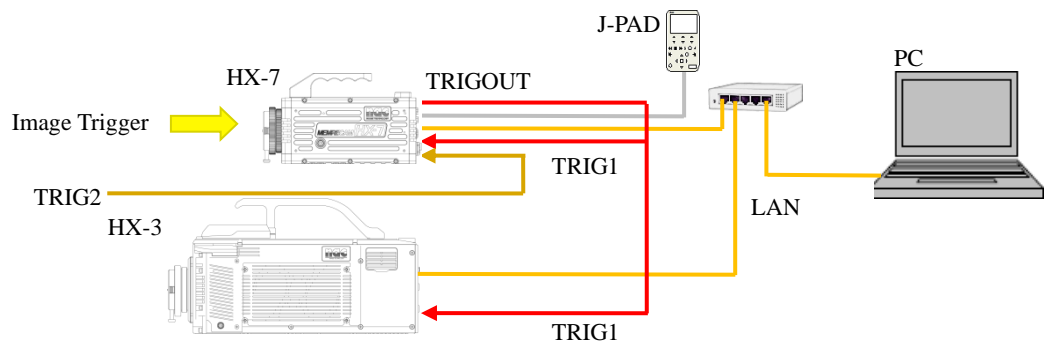 J-PAD
PC
HX-7
TRIGOUT
Image Trigger
TRIG1
TRIG2
LAN
HX-3
TRIG1